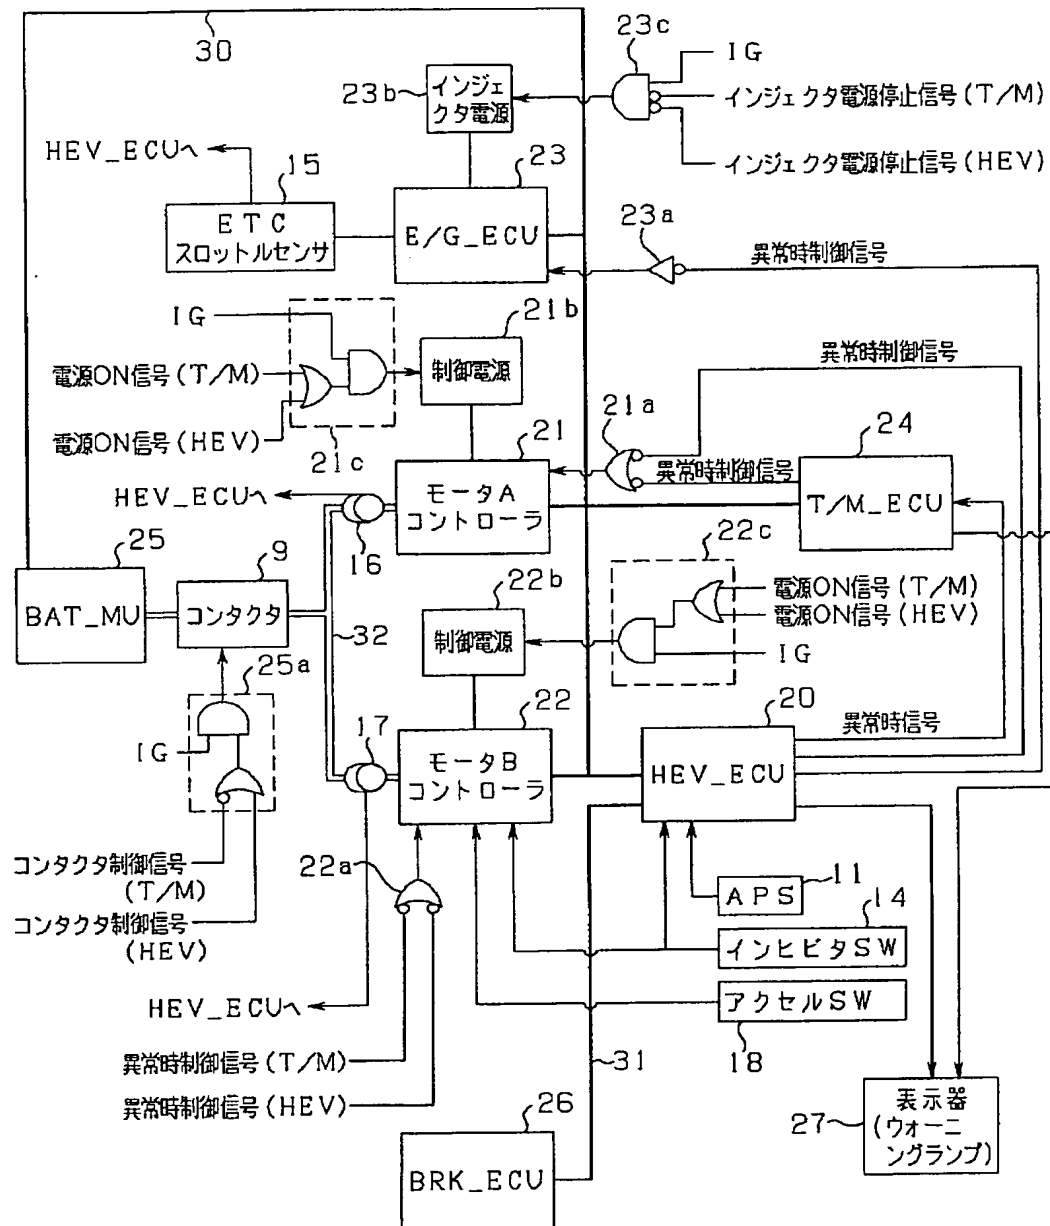 30
23c
IG
インジェクタ電源停止信号(T/M)
インジェクタ電源停止信号(HEV)
23b
インジェ
クタ電源
HEV_ECUへ
15
ETC
スロットルセンサ
23
E/G_ECU
23a
異常時制御信号
IG
電源ON信号(T/M)
電源ON信号(HEV)
21c
21b
制御電源
異常時制御信号
21a
異常時制御信号
24
T/M_ECU
21
モータA
コントローラ
HEV_ECUへ
16
25
BAT_MU
9
コンタクタ
32
22b
制御電源
22c
電源ON信号(T/M)
電源ON信号(HEV)
IG
25a
IG
17
22
モータB
コントローラ
20
HEV_ECU
異常時信号
コンタクタ制御信号
(T/M)
コンタクタ制御信号
(HEV)
22a
11
APS
14
インヒビタSW
アクセルSW
18
HEV_ECUへ
異常時制御信号(T/M)
異常時制御信号(HEV)
31
26
BRK_ECU
27
表示器
(ウォーニ
ングランプ)